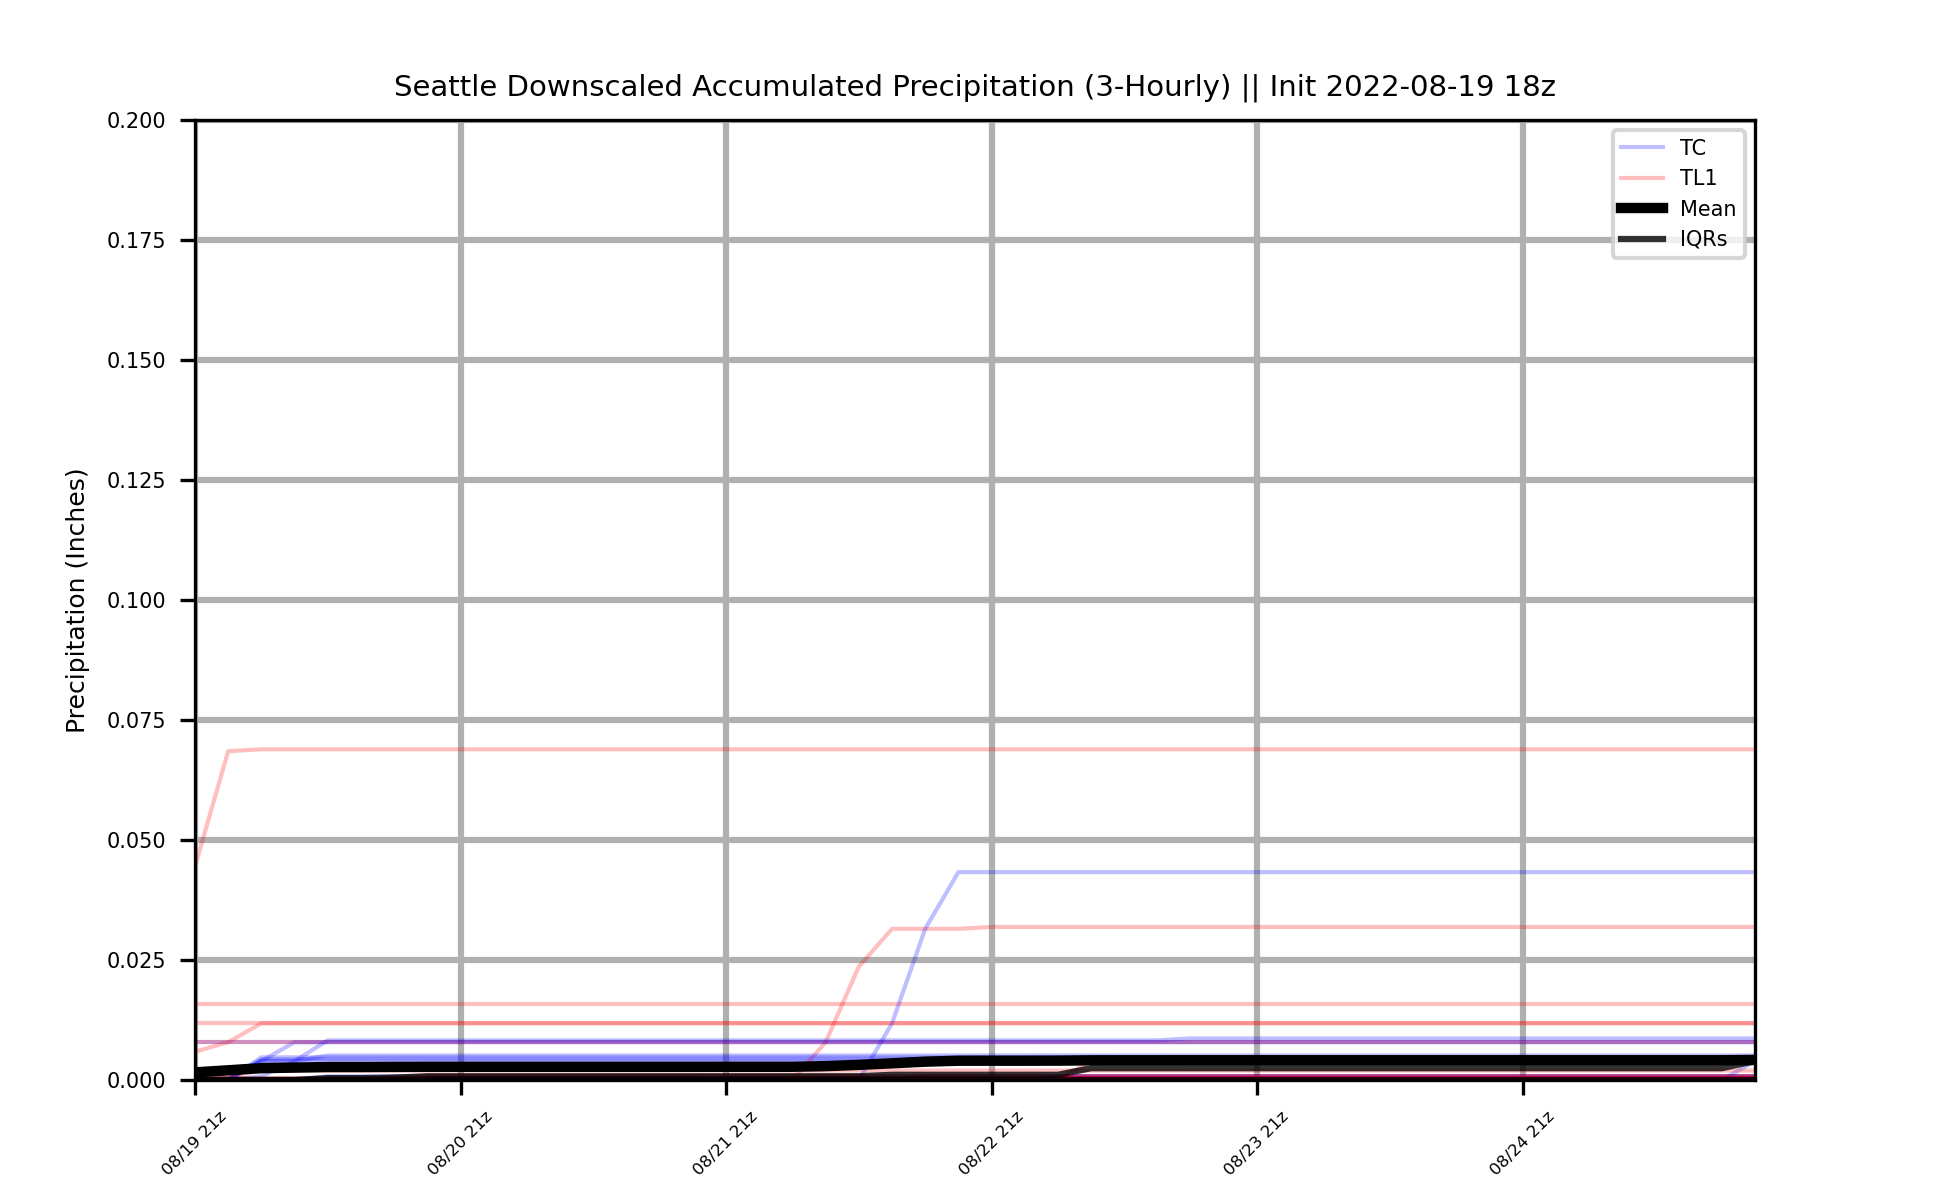 Seattle Downscaled Accumulated Precipitation (3-Hourly) || Init 2022-08-19 18z
TC
TL1
Mean
IQRs
Precipitation (Inches)
0.200
0.175
0.150
0.125
0.100
0.075
0.050
0.025
0.000
08/19 21z
08/20 21z
08/21 21z
08/22 21z
08/23 21z
08/24 21z